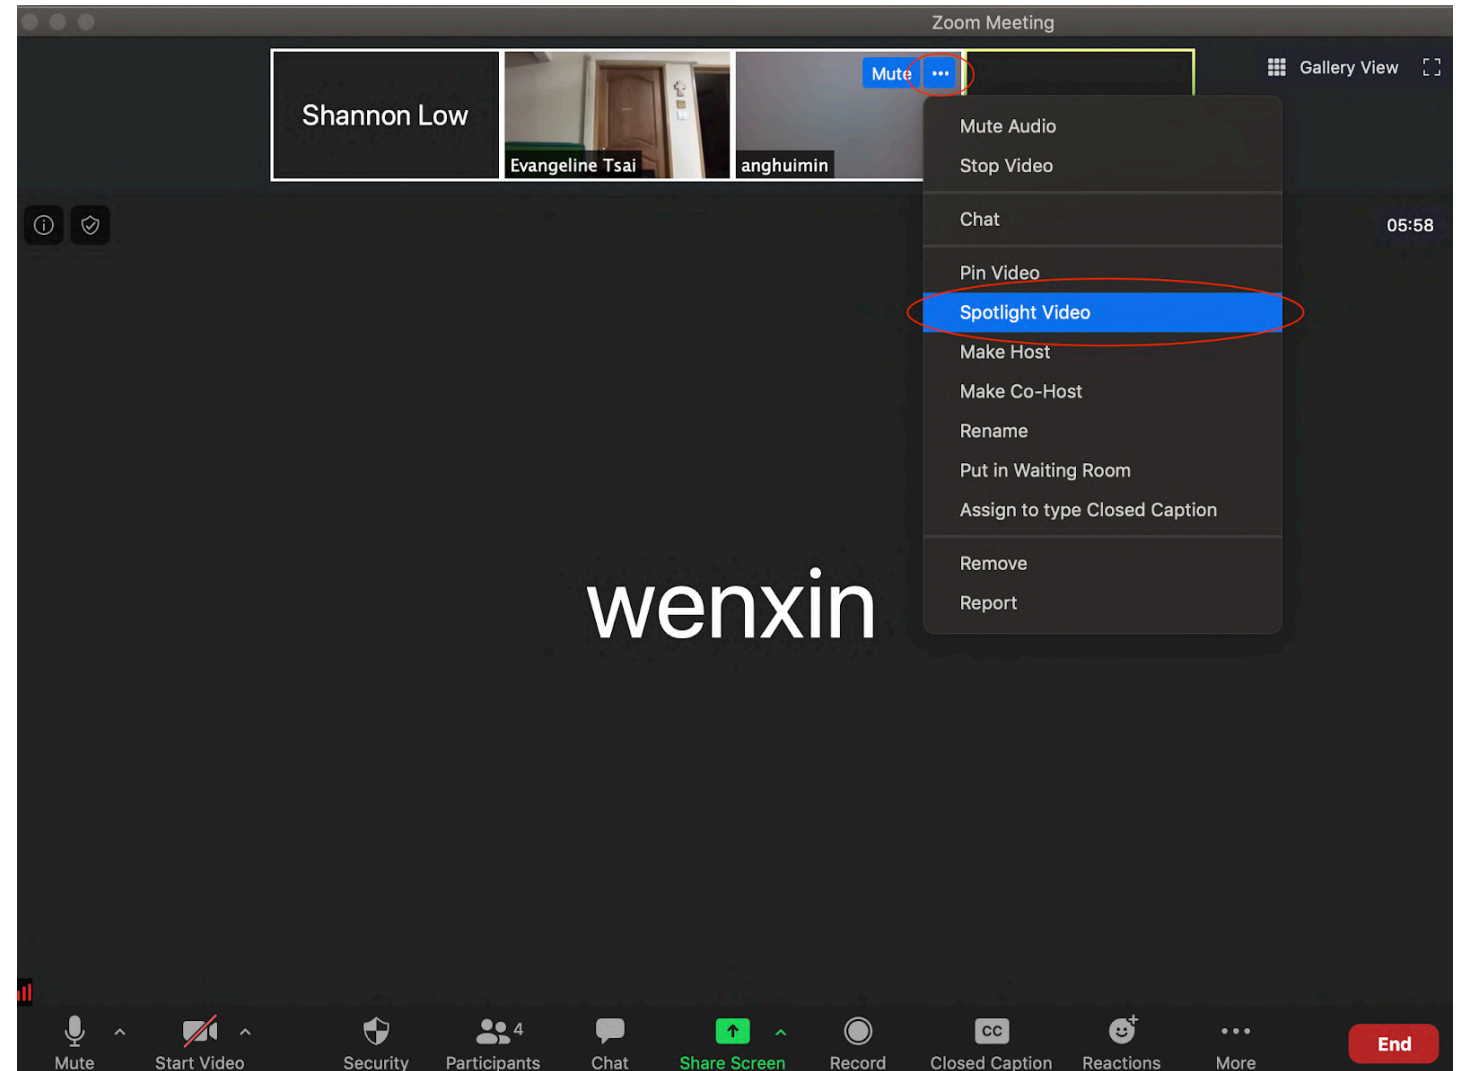 Zoom Meeting
Shannon Low
Evangeline Tsai
anghuimin
Mute
Gallery View
Mute Audio
Stop Video
Chat
Pin Video
Spotlight Video
Make Host
Make Co-Host
Rename
Put in Waiting Room
Assign to type Closed Caption
Remove
Report
05:58
wenxin
Mute
Start Video
Security
4
Participants
Chat
Share Screen
Record
CC
Closed Caption
Reactions
More
End